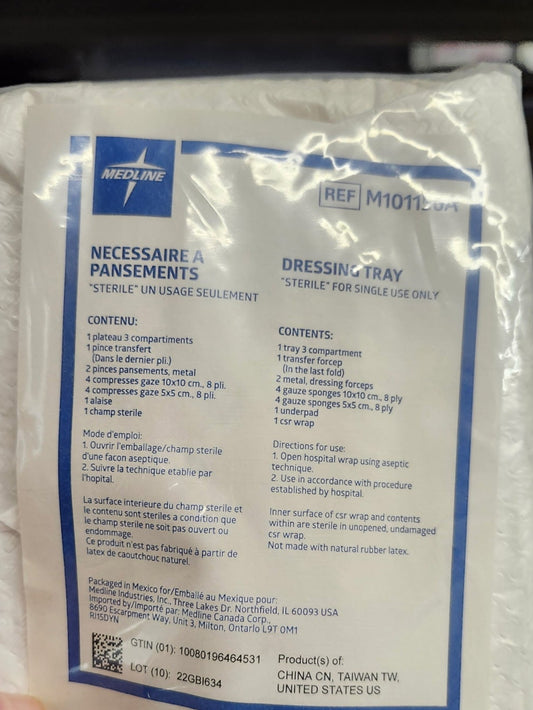 MEDLINE
REF
NECESSAIRE A
PANSEMENTS
"STERILE" UN USAGE SEULEMENT
CONTENU:
1 plateau 3 compartiments
1 pince transfert
(Dans le dernier pli.)
2 pinces pansements, metal
4 compresses gaze 10x10 cm., 8 pli.
4 compresses gaze 5x5 cm., 8 pli.
1 alaise
1 champ sterile
Mode d'emploi:
1. Ouvrir l'emballage/champ sterile
d'une facon aseptique.
2. Suivre la technique etablie par
l'hopital.
La surface interieure du champ sterile et
le contenu sont steriles a condition que
le champ sterile ne soit pas ouvert ou
endommage.
Ce produit n'est pas fabriqué à partir de
latex de caoutchouc naturel.
DRESSING TRAY
"STERILE" FOR SINGLE USE ONLY
CONTENTS:
1 tray 3 compartment
1 transfer forcep
(In the last fold)
2 metal, dressing forceps
4 gauze sponges 10x10 cm., 8 ply
4 gauze sponges 5x5 cm., 8 ply
1 underpad
1 csr wrap
Directions for use:
1. Open hospital wrap using aseptic
technique.
2. Use in accordance with procedure
established by hospital.
Inner surface of csr wrap and contents
within are sterile in unopened, undamaged
csr wrap.
Not made with natural rubber latex.
Packaged in Mexico for/Emballé au Mexique pour:
Medline Industries, Inc., Three Lakes Dr. Northfield, IL 60093 USA
Imported by/Importé par: Medline Canada Corp.,
8690 Escarpment Way, Unit 3, Milton, Ontario L9T 0M1
RJ15DYN
GTIN (01): 10080196464531
LOT (10): 22GBI634
Product(s) of:
CHINA CN, TAIWAN TW,
UNITED STATES US